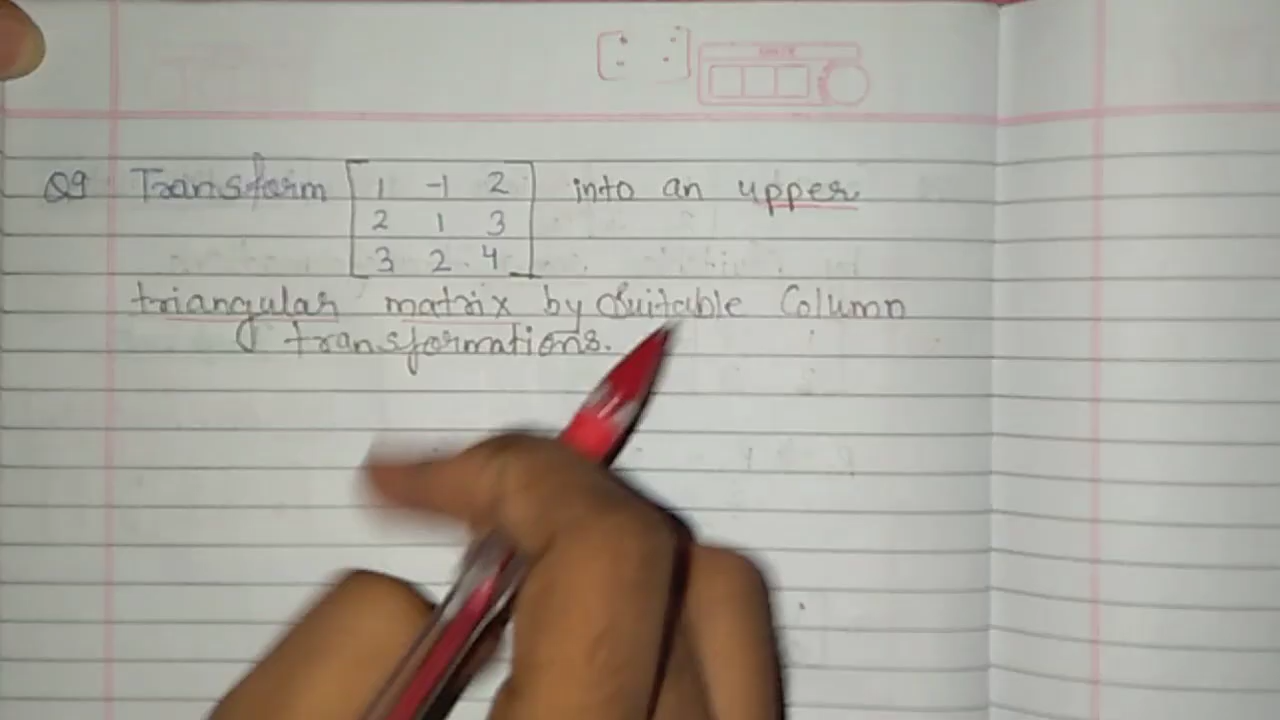 Q9 Transform [ 1 -1 2 ] into an upper
2 1 3
3 2 4
triangular matrix by Suitable Column
transformations.